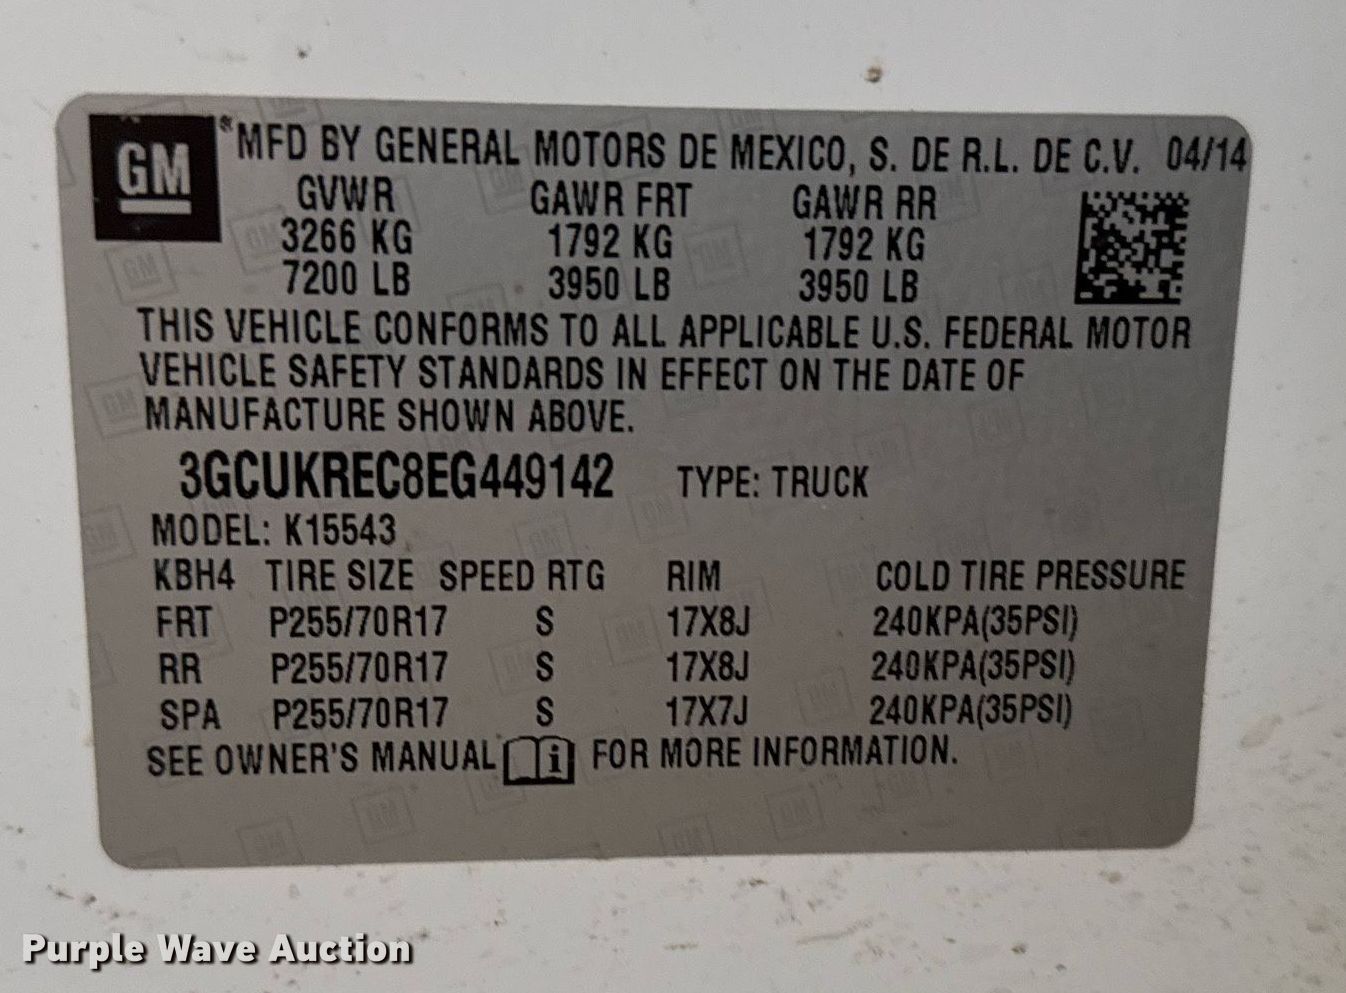 GM
®MFD BY GENERAL MOTORS DE MEXICO, S. DE R.L. DE C.V. 04/14
GVWR GAWR FRT GAWR RR
3266 KG 1792 KG 1792 KG
7200 LB 3950 LB 3950 LB
THIS VEHICLE CONFORMS TO ALL APPLICABLE U.S. FEDERAL MOTOR
VEHICLE SAFETY STANDARDS IN EFFECT ON THE DATE OF
MANUFACTURE SHOWN ABOVE.
3GCUKREC8EG449142 TYPE: TRUCK
MODEL: K15543
KBH4 TIRE SIZE SPEED RTG RIM COLD TIRE PRESSURE
FRT P255/70R17 S 17X8J 240KPA(35PSI)
RR P255/70R17 S 17X8J 240KPA(35PSI)
SPA P255/70R17 S 17X7J 240KPA(35PSI)
SEE OWNER'S MANUAL i FOR MORE INFORMATION.
Purple Wave Auction